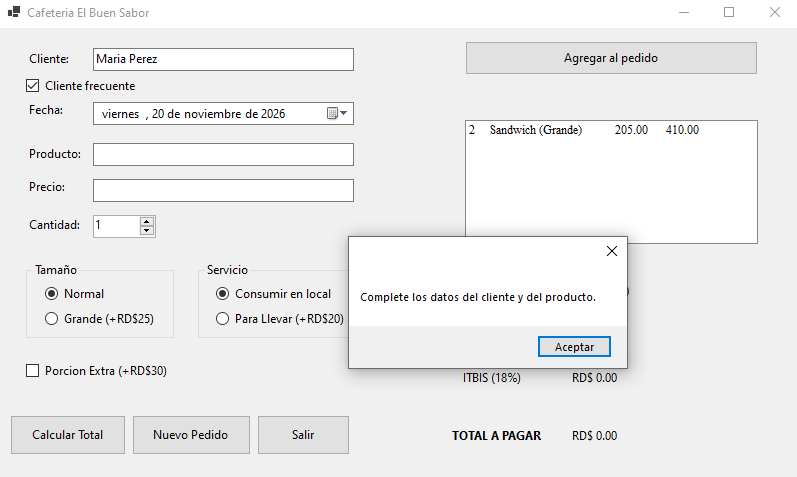 Cafeteria El Buen Sabor
Cliente: Maria Perez
Agregar al pedido
Cliente frecuente
Fecha: viernes , 20 de noviembre de 2026
2 Sandwich (Grande) 205.00 410.00
Producto:
Precio:
Cantidad: 1
Tamaño
Servicio
Normal
Consumir en local
Grande (+RD$25)
Para Llevar (+RD$20)
Complete los datos del cliente y del producto.
Aceptar
Porcion Extra (+RD$30)
ITBIS (18%) RD$ 0.00
Calcular Total
Nuevo Pedido
Salir
TOTAL A PAGAR RD$ 0.00